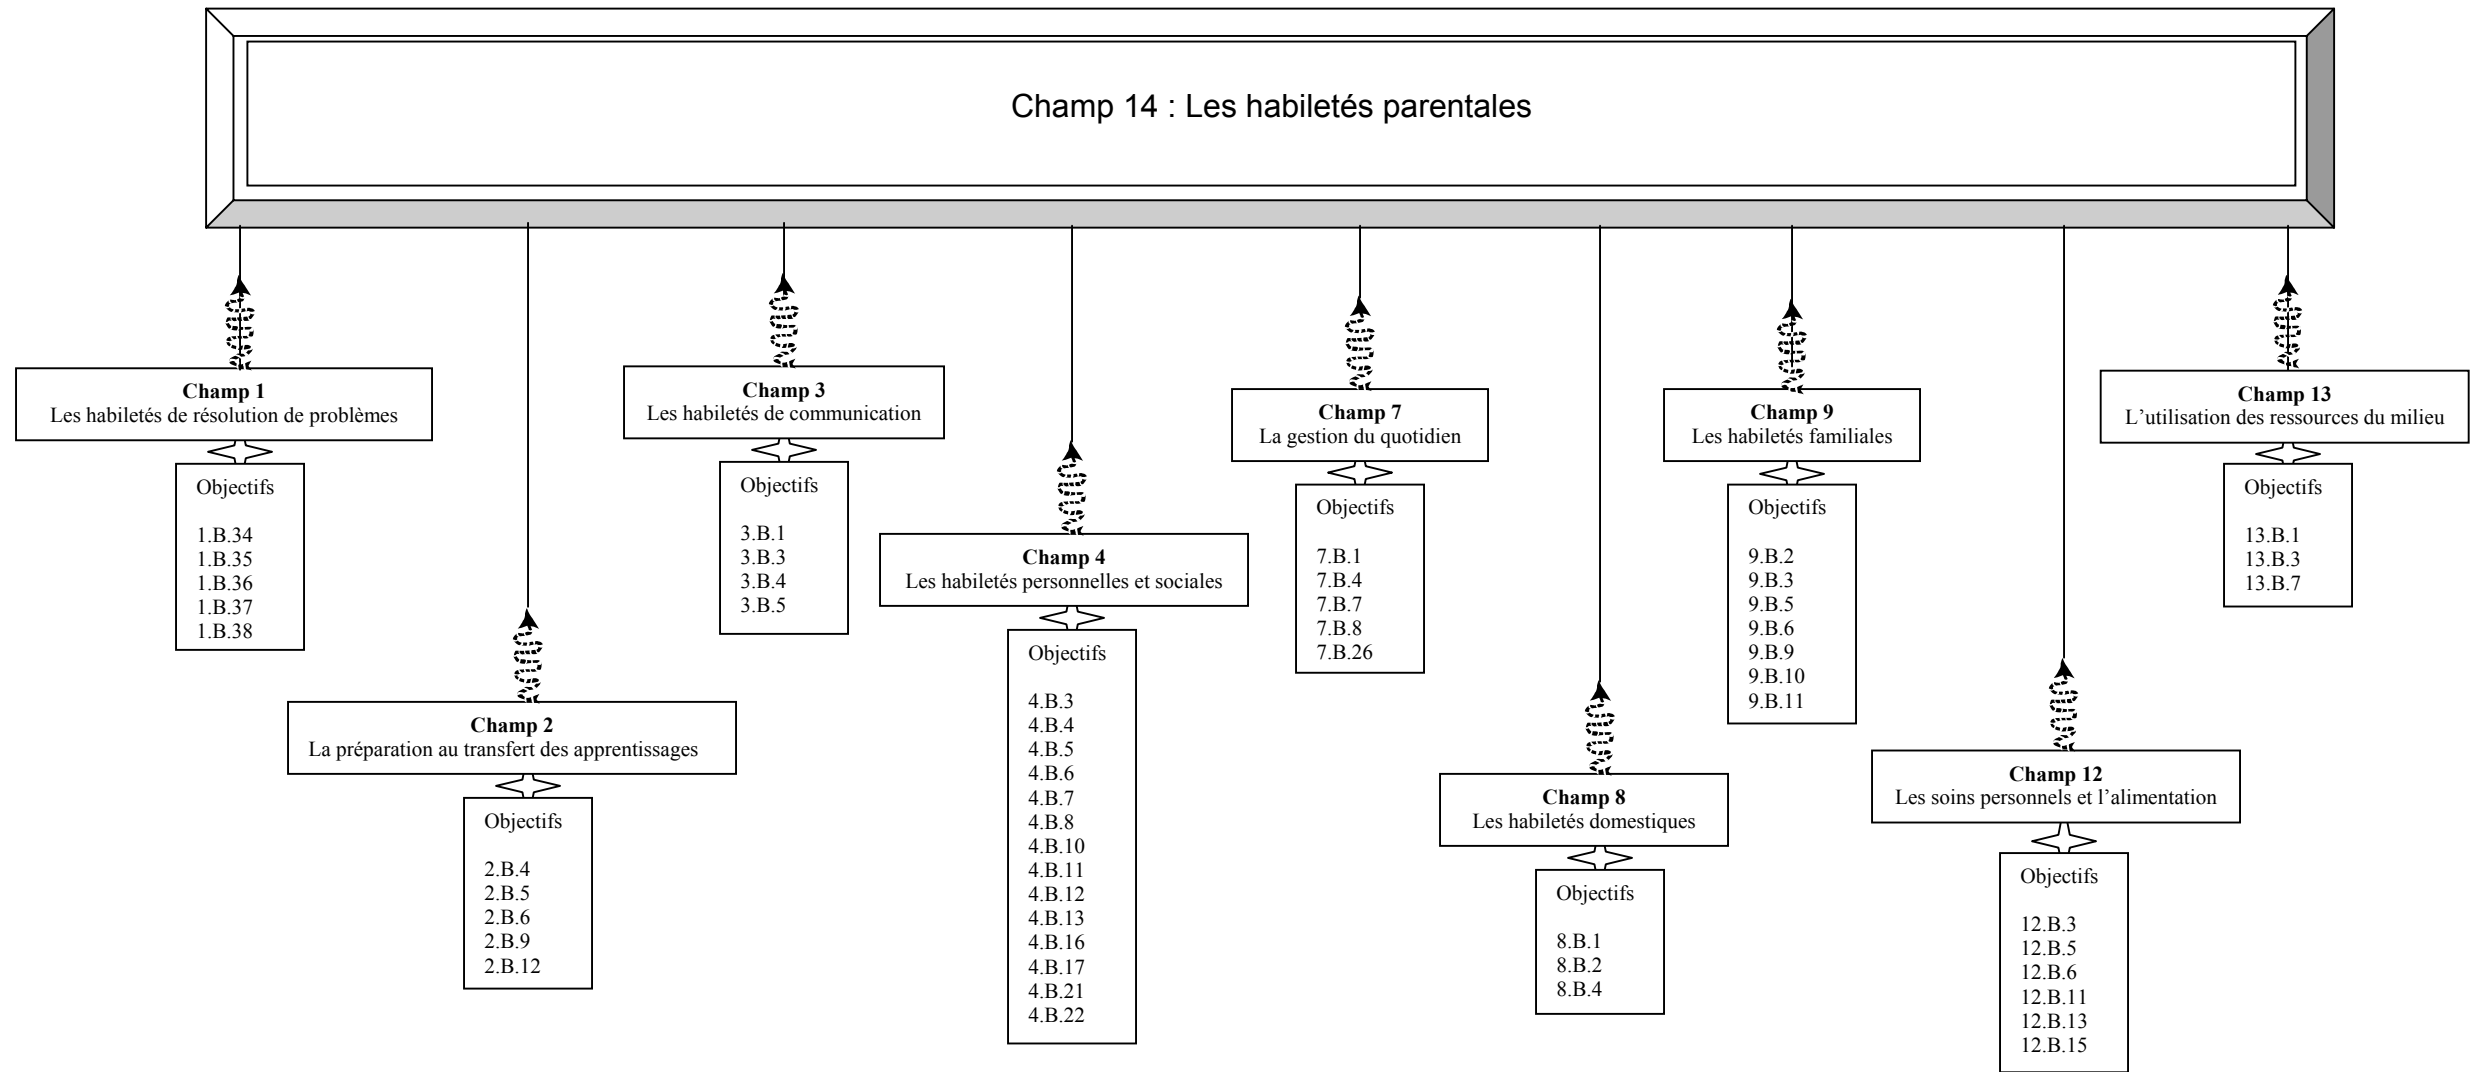 Champ 14 : Les habiletés parentales
Champ 1
Les habiletés de résolution de problèmes
Objectifs
1.B.34
1.B.35
1.B.36
1.B.37
1.B.38
Champ 2
La préparation au transfert des apprentissages
Objectifs
2.B.4
2.B.5
2.B.6
2.B.9
2.B.12
Champ 3
Les habiletés de communication
Objectifs
3.B.1
3.B.3
3.B.4
3.B.5
Champ 4
Les habiletés personnelles et sociales
Objectifs
4.B.3
4.B.4
4.B.5
4.B.6
4.B.7
4.B.8
4.B.10
4.B.11
4.B.12
4.B.13
4.B.16
4.B.17
4.B.21
4.B.22
Champ 7
La gestion du quotidien
Objectifs
7.B.1
7.B.4
7.B.7
7.B.8
7.B.26
Champ 8
Les habiletés domestiques
Objectifs
8.B.1
8.B.2
8.B.4
Champ 9
Les habiletés familiales
Objectifs
9.B.2
9.B.3
9.B.5
9.B.6
9.B.9
9.B.10
9.B.11
Champ 12
Les soins personnels et l’alimentation
Objectifs
12.B.3
12.B.5
12.B.6
12.B.11
12.B.13
12.B.15
Champ 13
L’utilisation des ressources du milieu
Objectifs
13.B.1
13.B.3
13.B.7